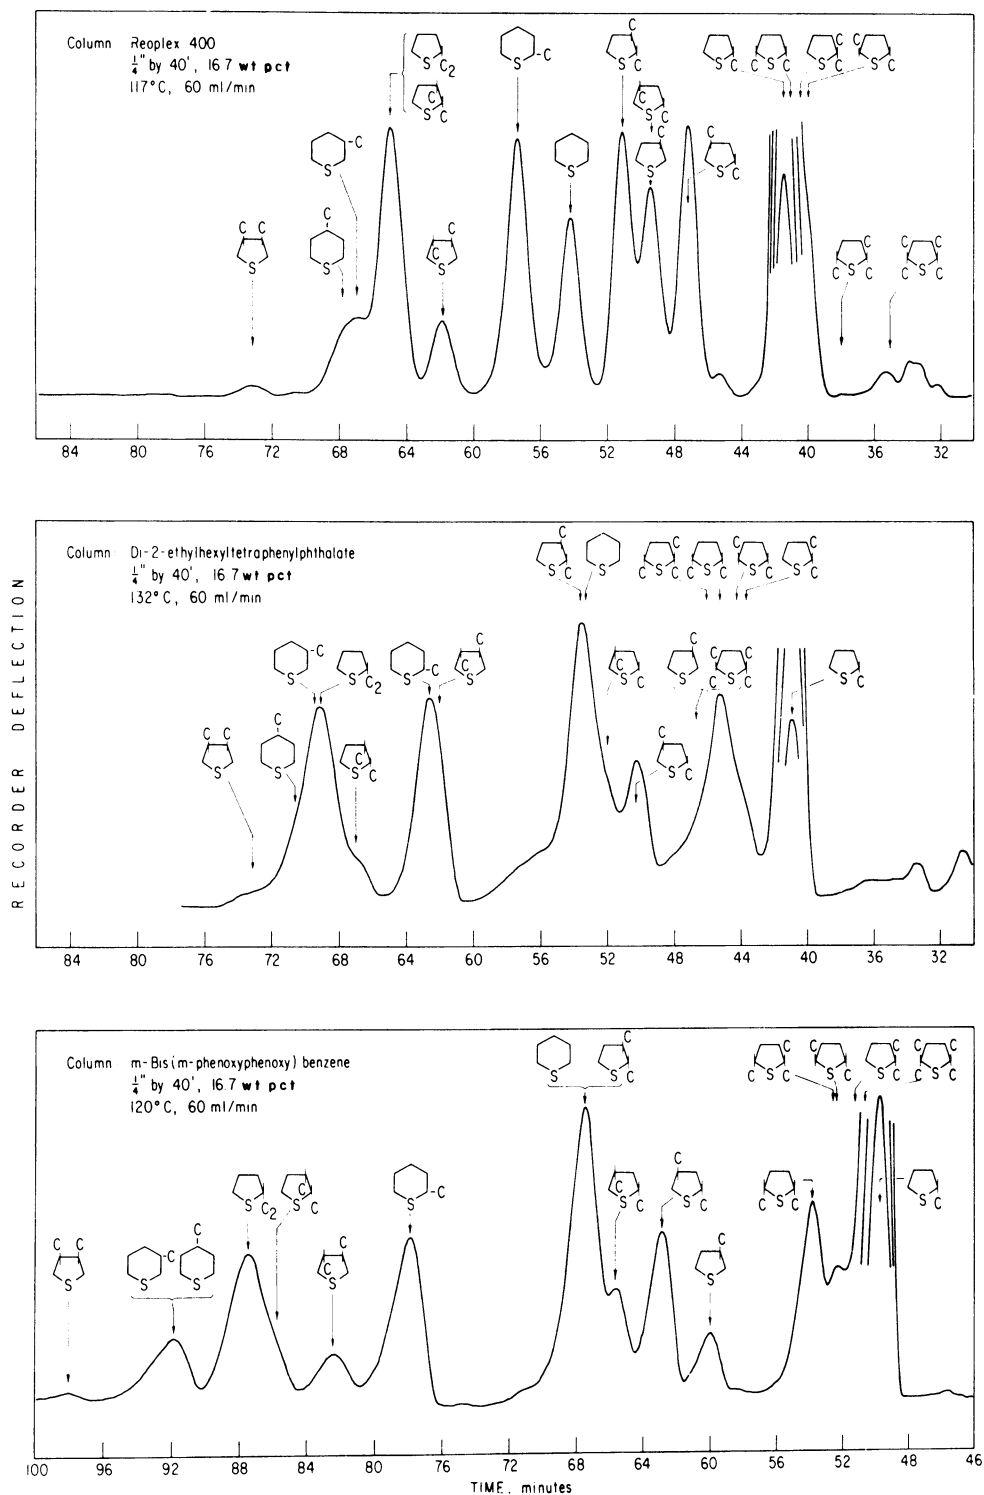 Column Reoplex 400
1/4" by 40', 16.7 wt pct
117°C, 60 ml/min
84 80 76 72 68 64 60 56 52 48 44 40 36 32
Column Di-2-ethylhexyltetraphenylphthalate
1/4" by 40', 16.7 wt pct
132°C, 60 ml/min
84 80 76 72 68 64 60 56 52 48 44 40 36 32
RECORDER DEFLECTION
Column m-Bis(m-phenoxyphenoxy) benzene
1/4" by 40', 16.7 wt pct
120°C, 60 ml/min
100 96 92 88 84 80 76 72 68 64 60 56 52 48 46
TIME, minutes